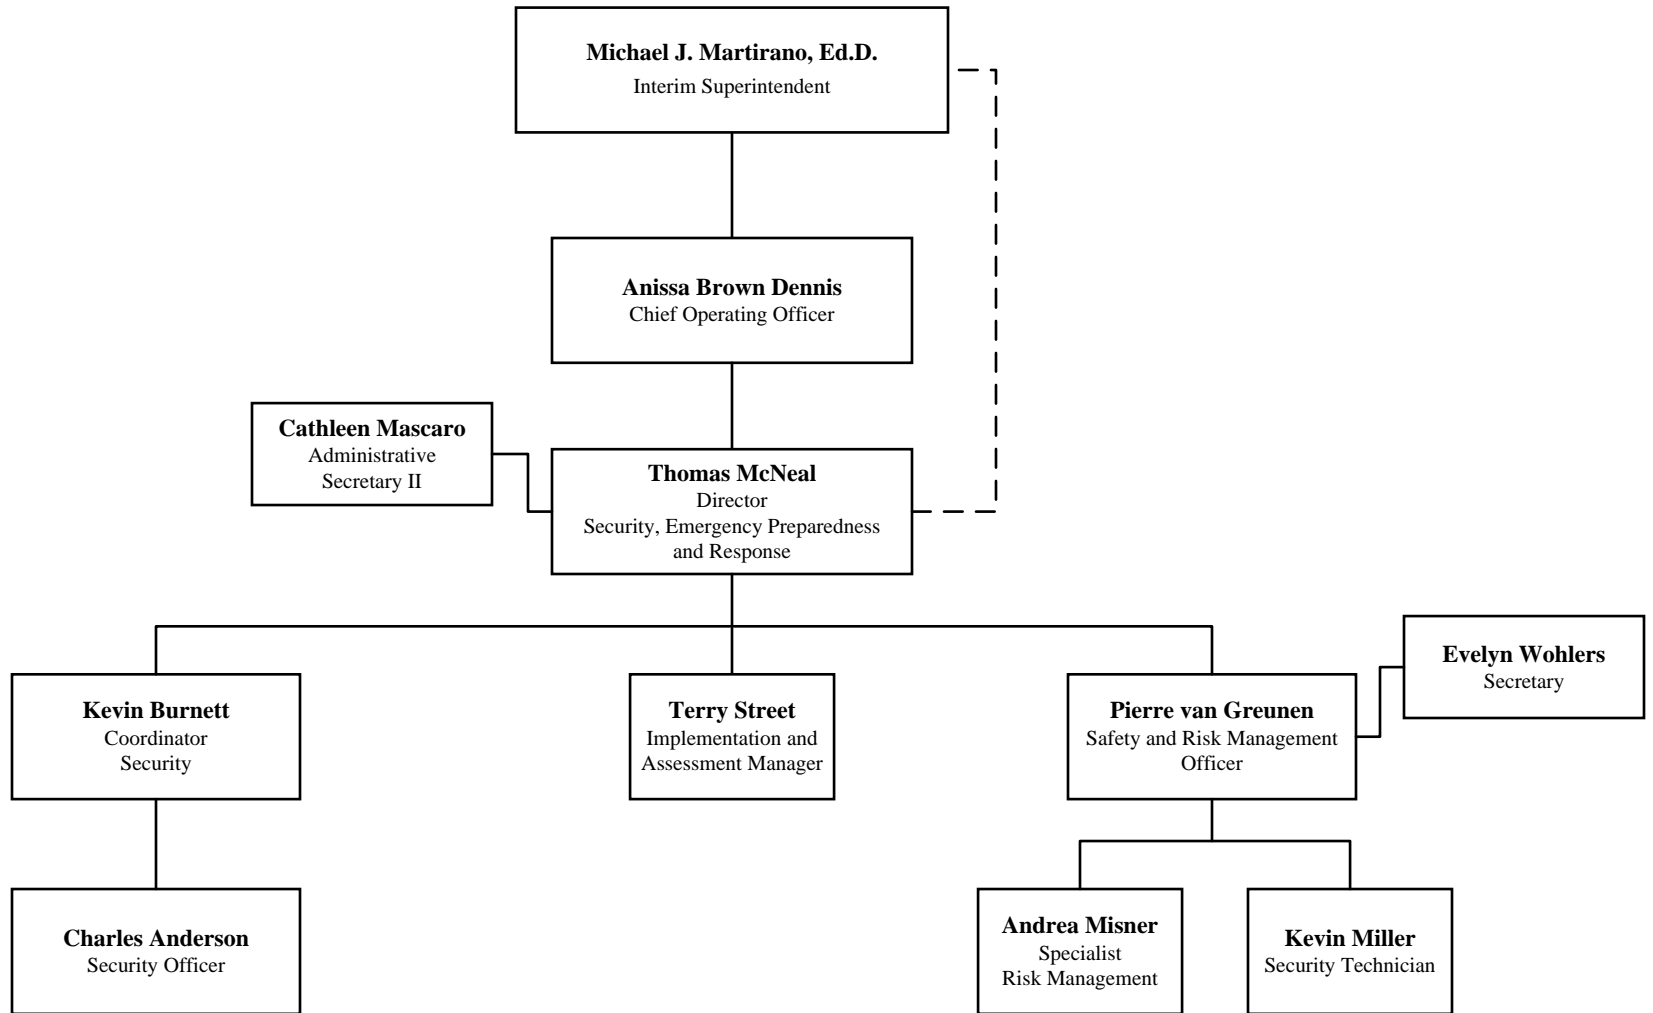 Michael J. Martirano, Ed.D.
Interim Superintendent
Anissa Brown Dennis
Chief Operating Officer
Cathleen Mascaro
Administrative
Secretary II
Thomas McNeal
Director
Security, Emergency Preparedness
and Response
Kevin Burnett
Coordinator
Security
Terry Street
Implementation and
Assessment Manager
Pierre van Greunen
Safety and Risk Management
Officer
Evelyn Wohlers
Secretary
Charles Anderson
Security Officer
Andrea Misner
Specialist
Risk Management
Kevin Miller
Security Technician